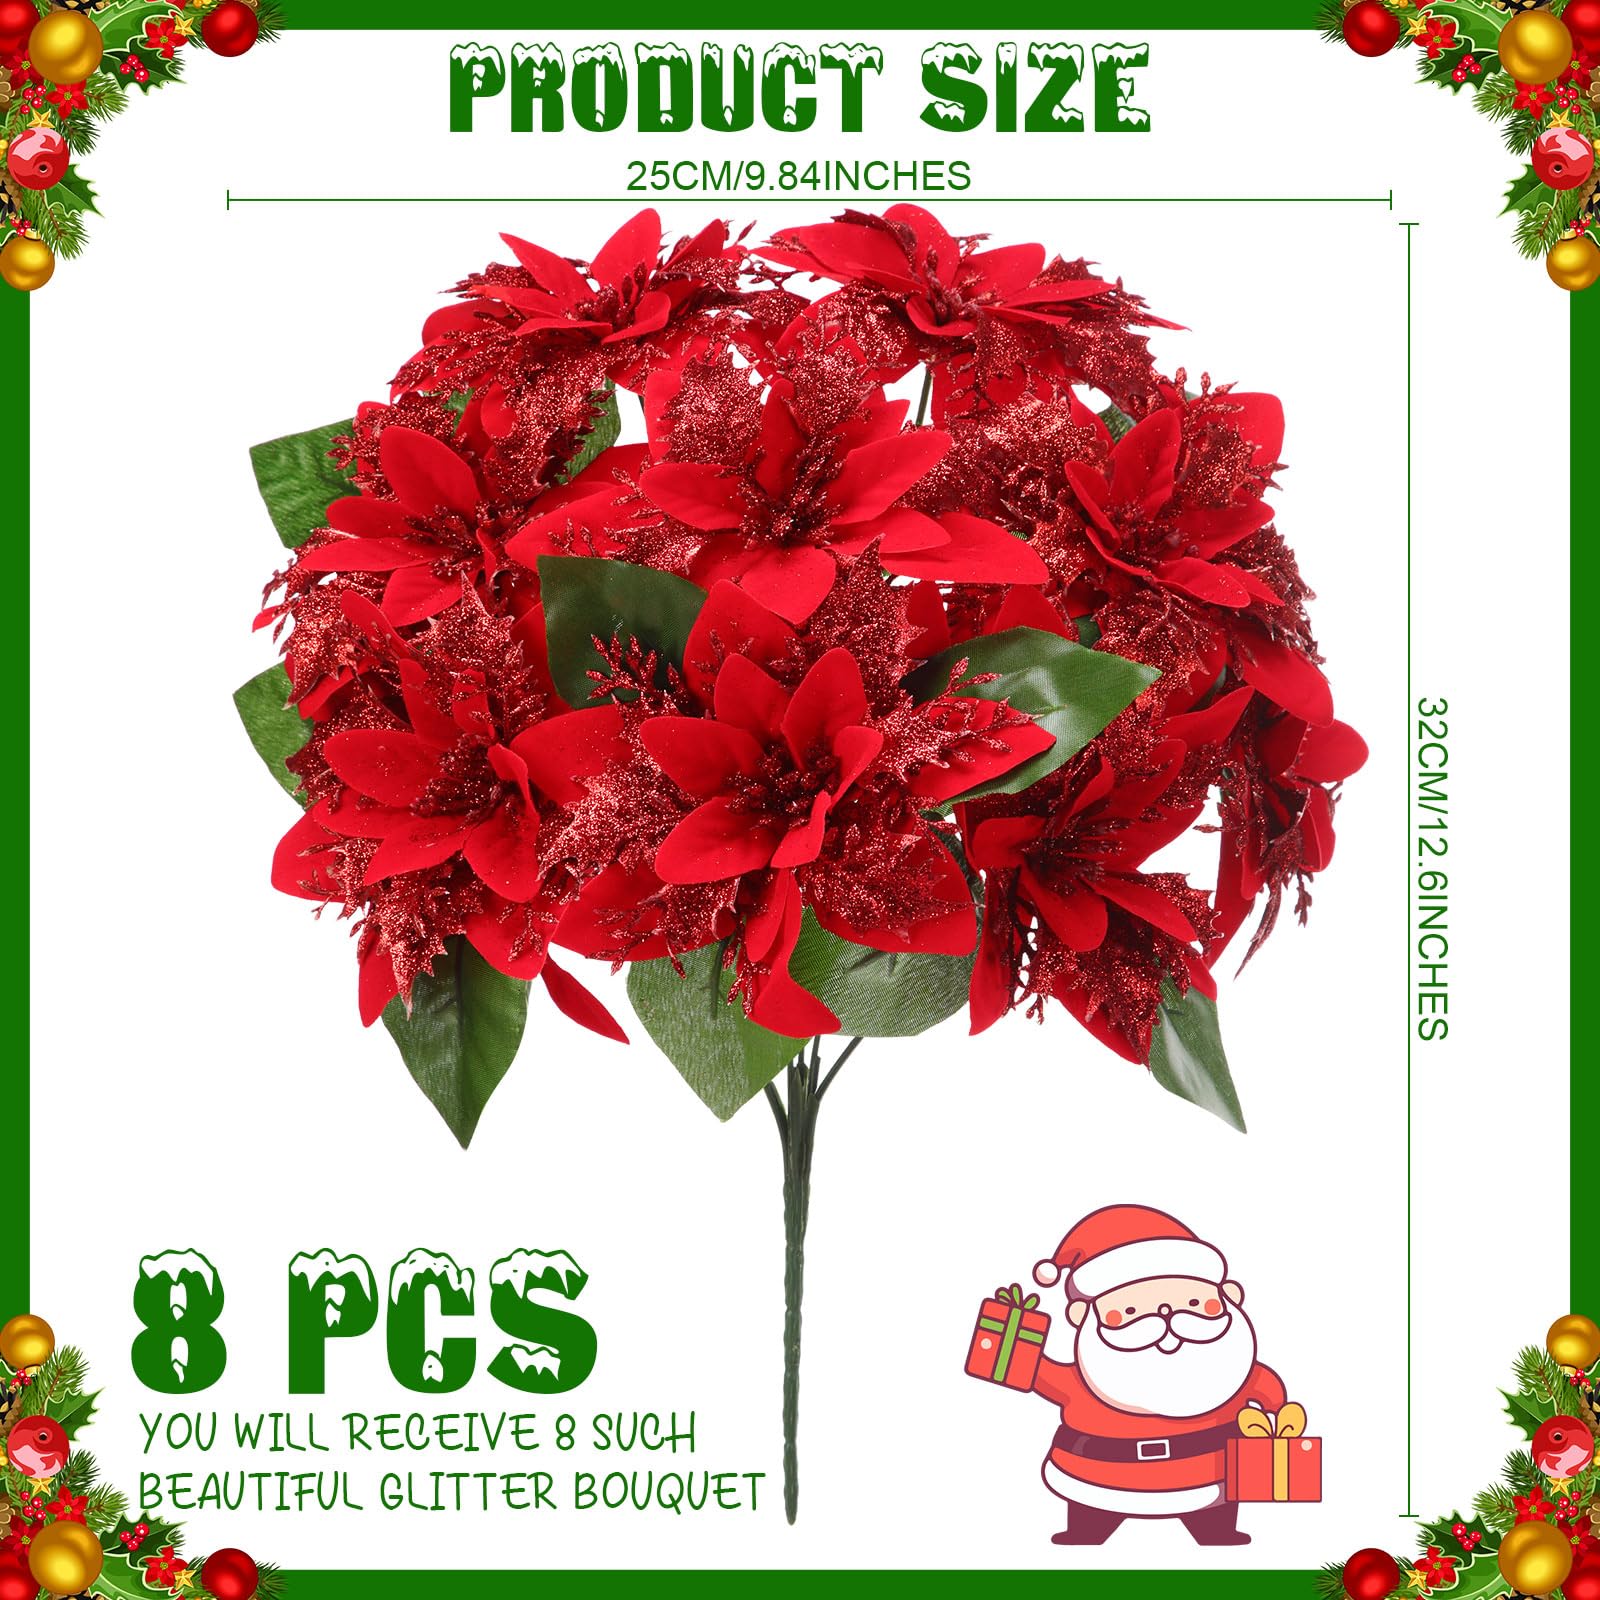 PRODUCT SIZE
25CM/9.84INCHES
32CM/12.6INCHES
8 PCS
YOU WILL RECEIVE 8 SUCH
BEAUTIFUL GLITTER BOUQUET